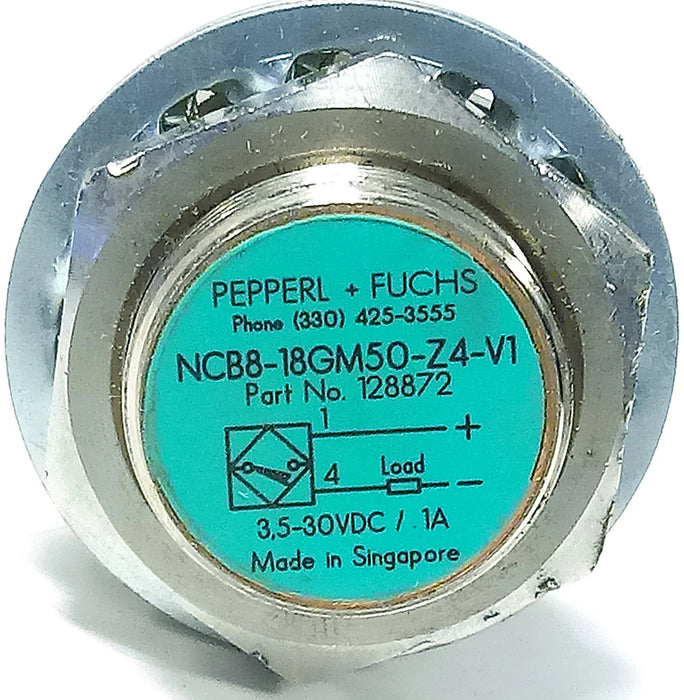 PEPPERL + FUCHS
Phone (330) 425-3555
NCB8-18GM50-Z4-V1
Part No. 128872
1 +
4 Load −
3,5-30VDC / .1A
Made in Singapore